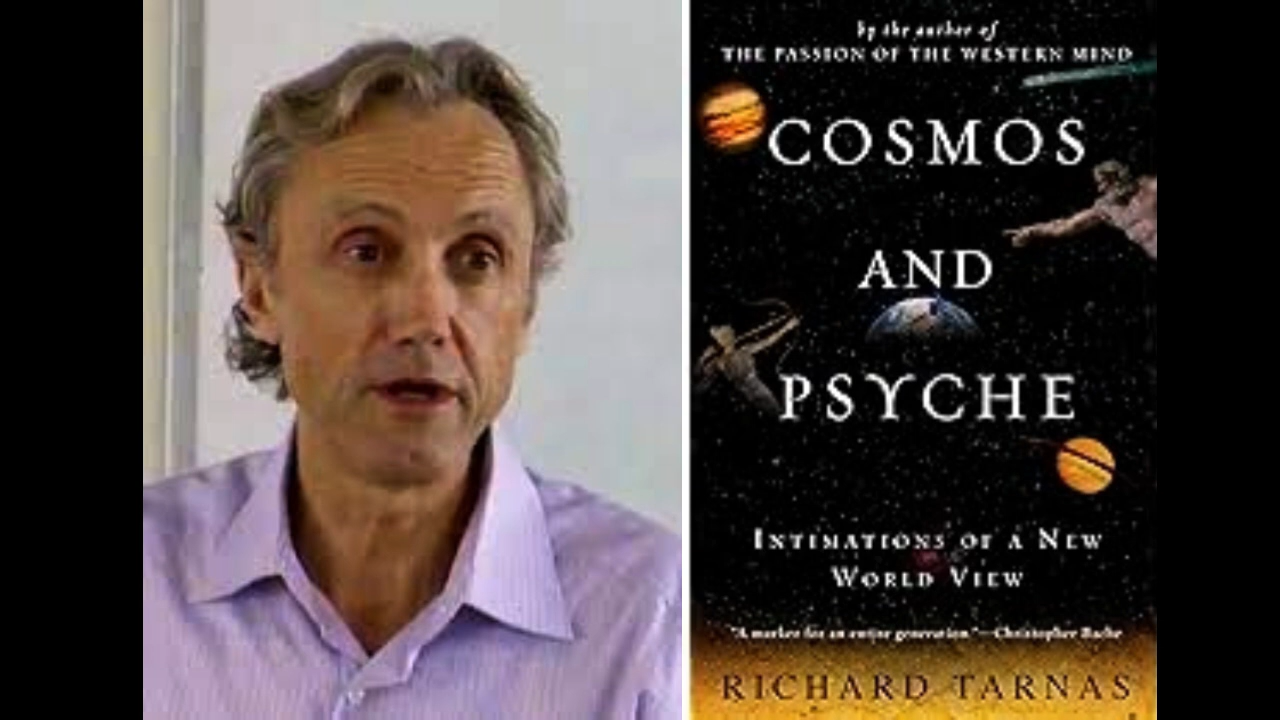 by the author of
THE PASSION OF THE WESTERN MIND
COSMOS
AND
PSYCHE
INTIMATIONS OF A NEW
WORLD VIEW
"A marker for an entire generation."—Christopher Bache
RICHARD TARNAS